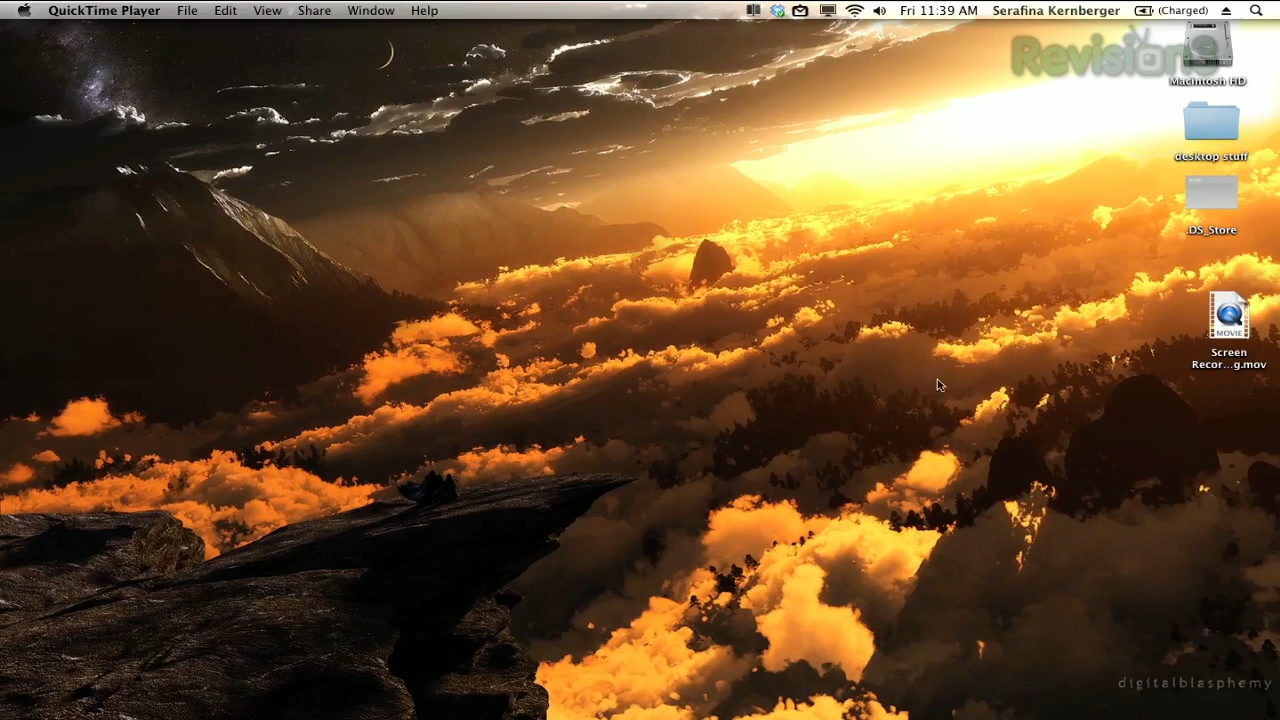 QuickTime Player File Edit View Share Window Help Fri 11:39 AM Serafina Kernberger (Charged)
Revision3
Macintosh HD
desktop stuff
.DS_Store
MOVIE
Screen
Recor...g.mov
digitalblasphemy